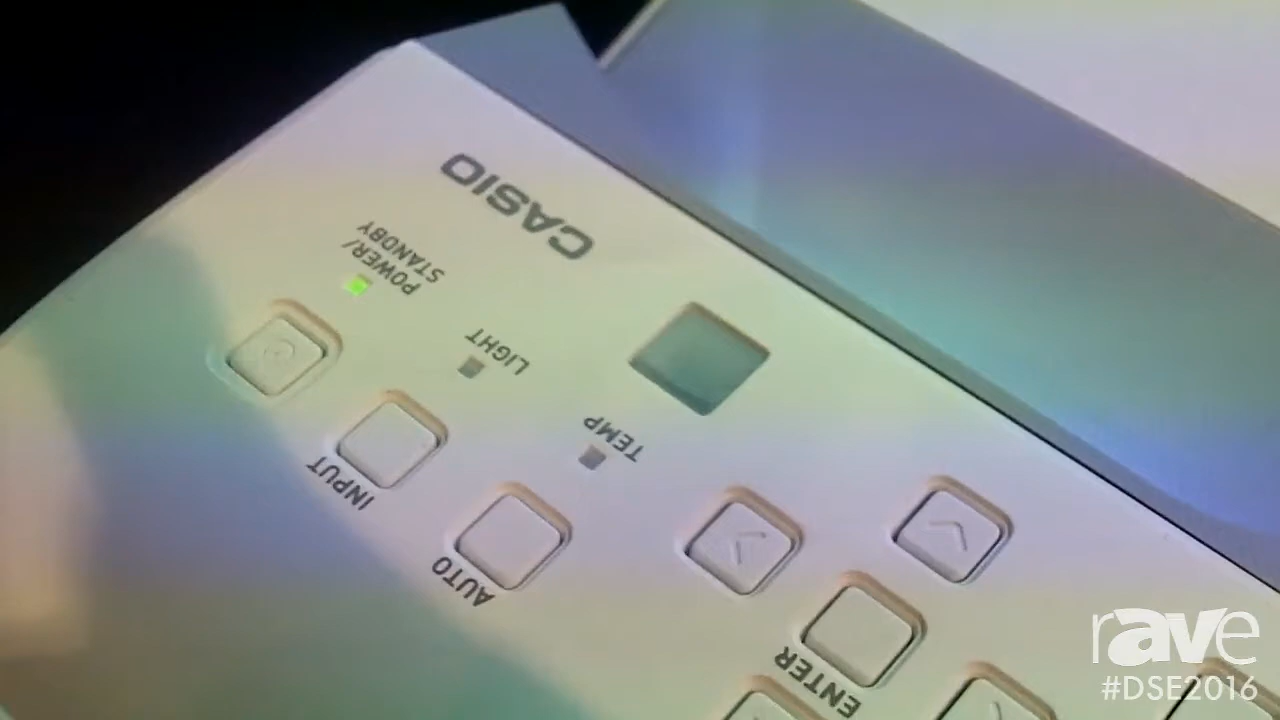 CASIO
POWER/
STANDBY
LIGHT
TEMP
INPUT
AUTO
ENTER
rave
#DSE2016